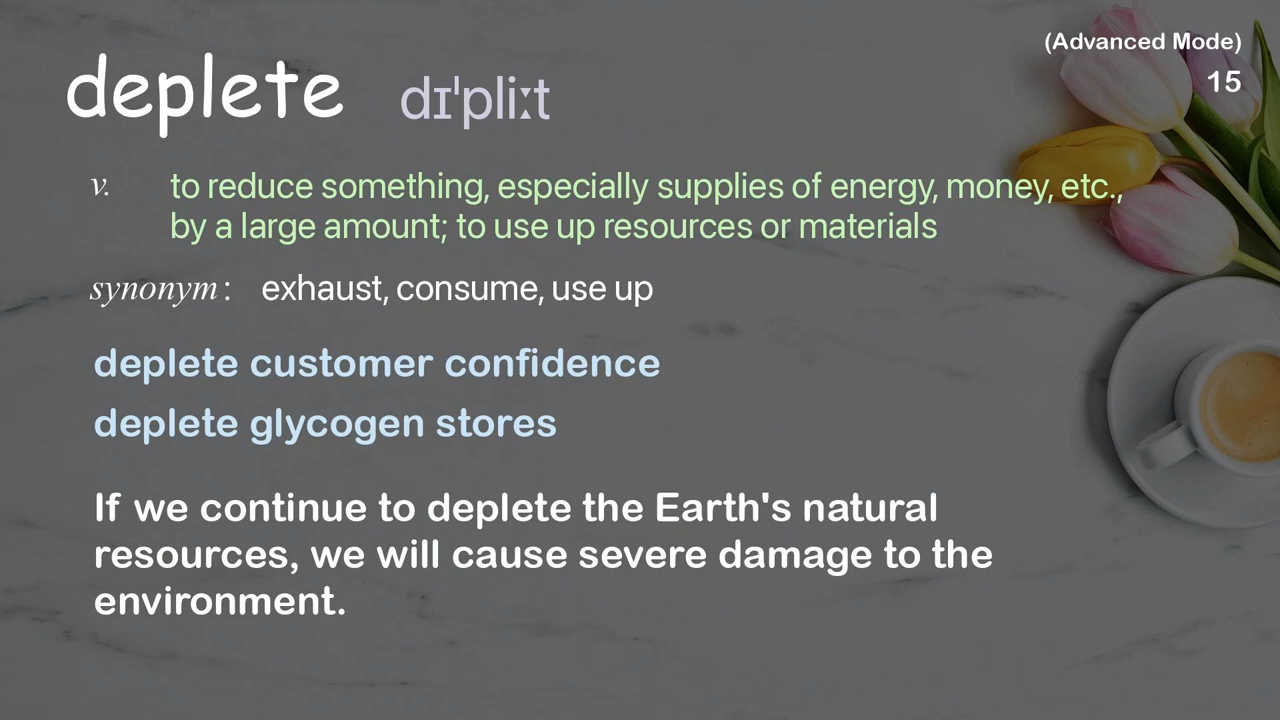 (Advanced Mode)
15
deplete dɪˈpliːt
v. to reduce something, especially supplies of energy, money, etc.,
by a large amount; to use up resources or materials
synonym : exhaust, consume, use up
deplete customer confidence
deplete glycogen stores
If we continue to deplete the Earth's natural
resources, we will cause severe damage to the
environment.